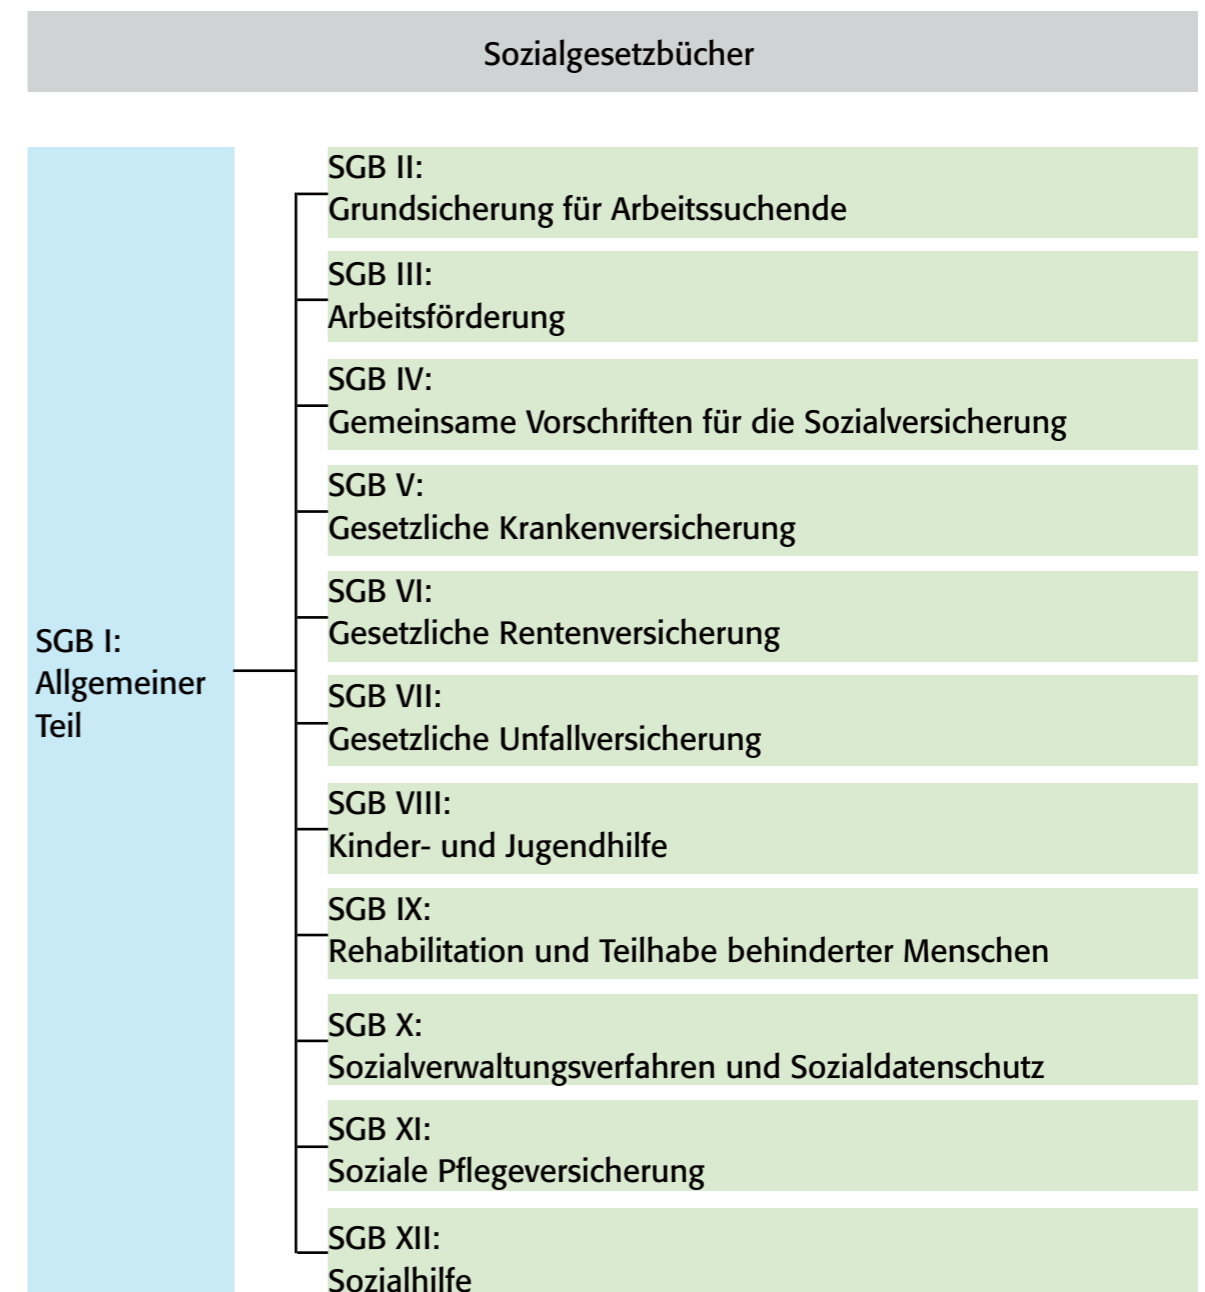 Sozialgesetzbücher
SGB I:
Allgemeiner
Teil
SGB II:
Grundsicherung für Arbeitssuchende
SGB III:
Arbeitsförderung
SGB IV:
Gemeinsame Vorschriften für die Sozialversicherung
SGB V:
Gesetzliche Krankenversicherung
SGB VI:
Gesetzliche Rentenversicherung
SGB VII:
Gesetzliche Unfallversicherung
SGB VIII:
Kinder- und Jugendhilfe
SGB IX:
Rehabilitation und Teilhabe behinderter Menschen
SGB X:
Sozialverwaltungsverfahren und Sozialdatenschutz
SGB XI:
Soziale Pflegeversicherung
SGB XII:
Sozialhilfe